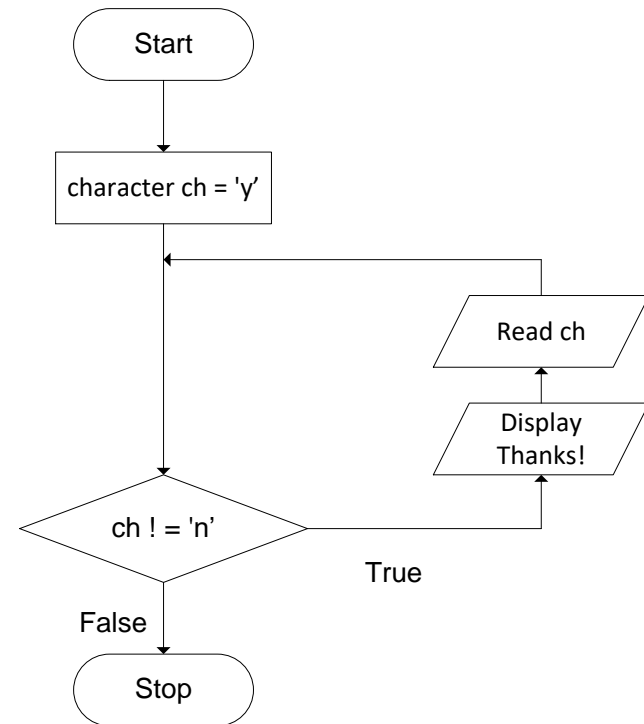 Start
character ch = 'y’
Read ch
Display
Thanks!
ch ! = 'n’
True
False
Stop